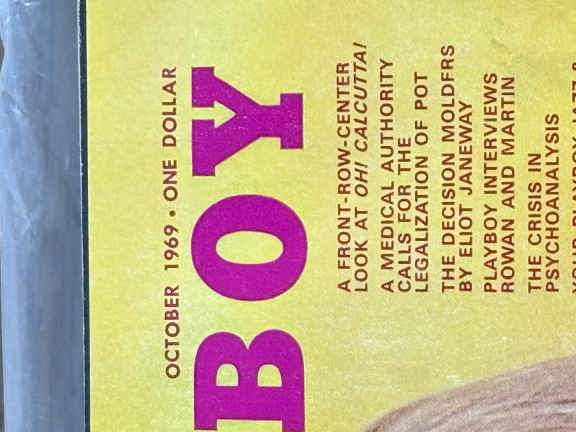 OCTOBER 1969 • ONE DOLLAR
BOY
A FRONT-ROW-CENTER
LOOK AT OH! CALCUTTA!
A MEDICAL AUTHORITY
CALLS FOR THE
LEGALIZATION OF POT
THE DECISION MOLDERS
BY ELIOT JANEWAY
PLAYBOY INTERVIEWS
ROWAN AND MARTIN
THE CRISIS IN
PSYCHOANALYSIS